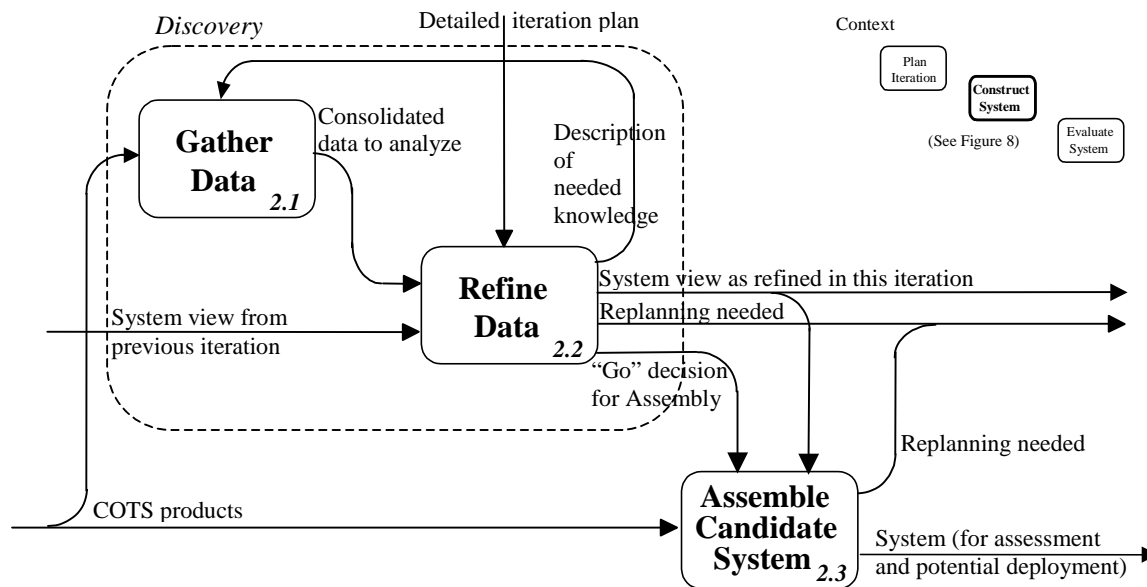 Discovery
Detailed iteration plan
Context
Plan
Iteration
Construct
System
(See Figure 8)
Evaluate
System
Gather
Data
2.1
Consolidated
data to analyze
Description
of
needed
knowledge
Refine
Data
2.2
System view from
previous iteration
System view as refined in this iteration
Replanning needed
“Go” decision
for Assembly
Replanning needed
COTS products
Assemble
Candidate
System
2.3
System (for assessment
and potential deployment)